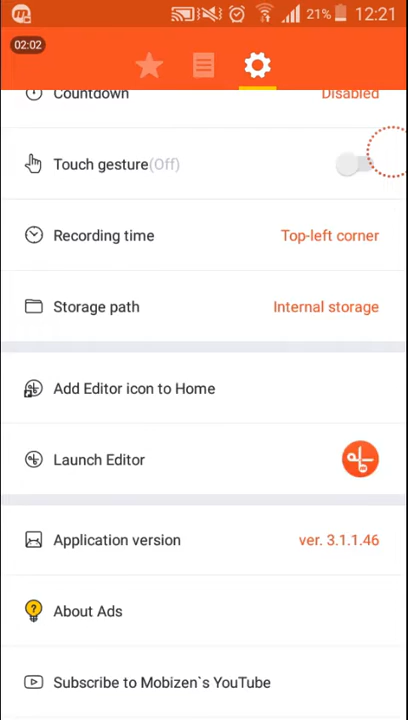 21% 12:21
02:02
Countdown Disabled
Touch gesture(Off)
Recording time Top-left corner
Storage path Internal storage
Add Editor icon to Home
Launch Editor
Application version ver. 3.1.1.46
About Ads
Subscribe to Mobizen`s YouTube